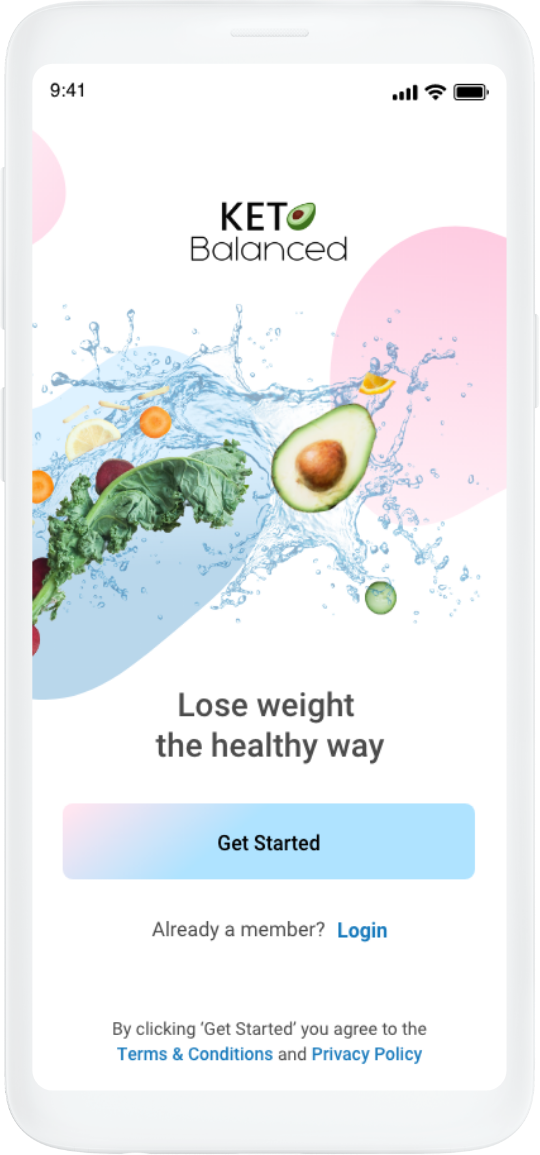 9:41
KETO
Balanced
Lose weight
the healthy way
Get Started
Already a member? Login
By clicking ‘Get Started’ you agree to the
Terms & Conditions and Privacy Policy